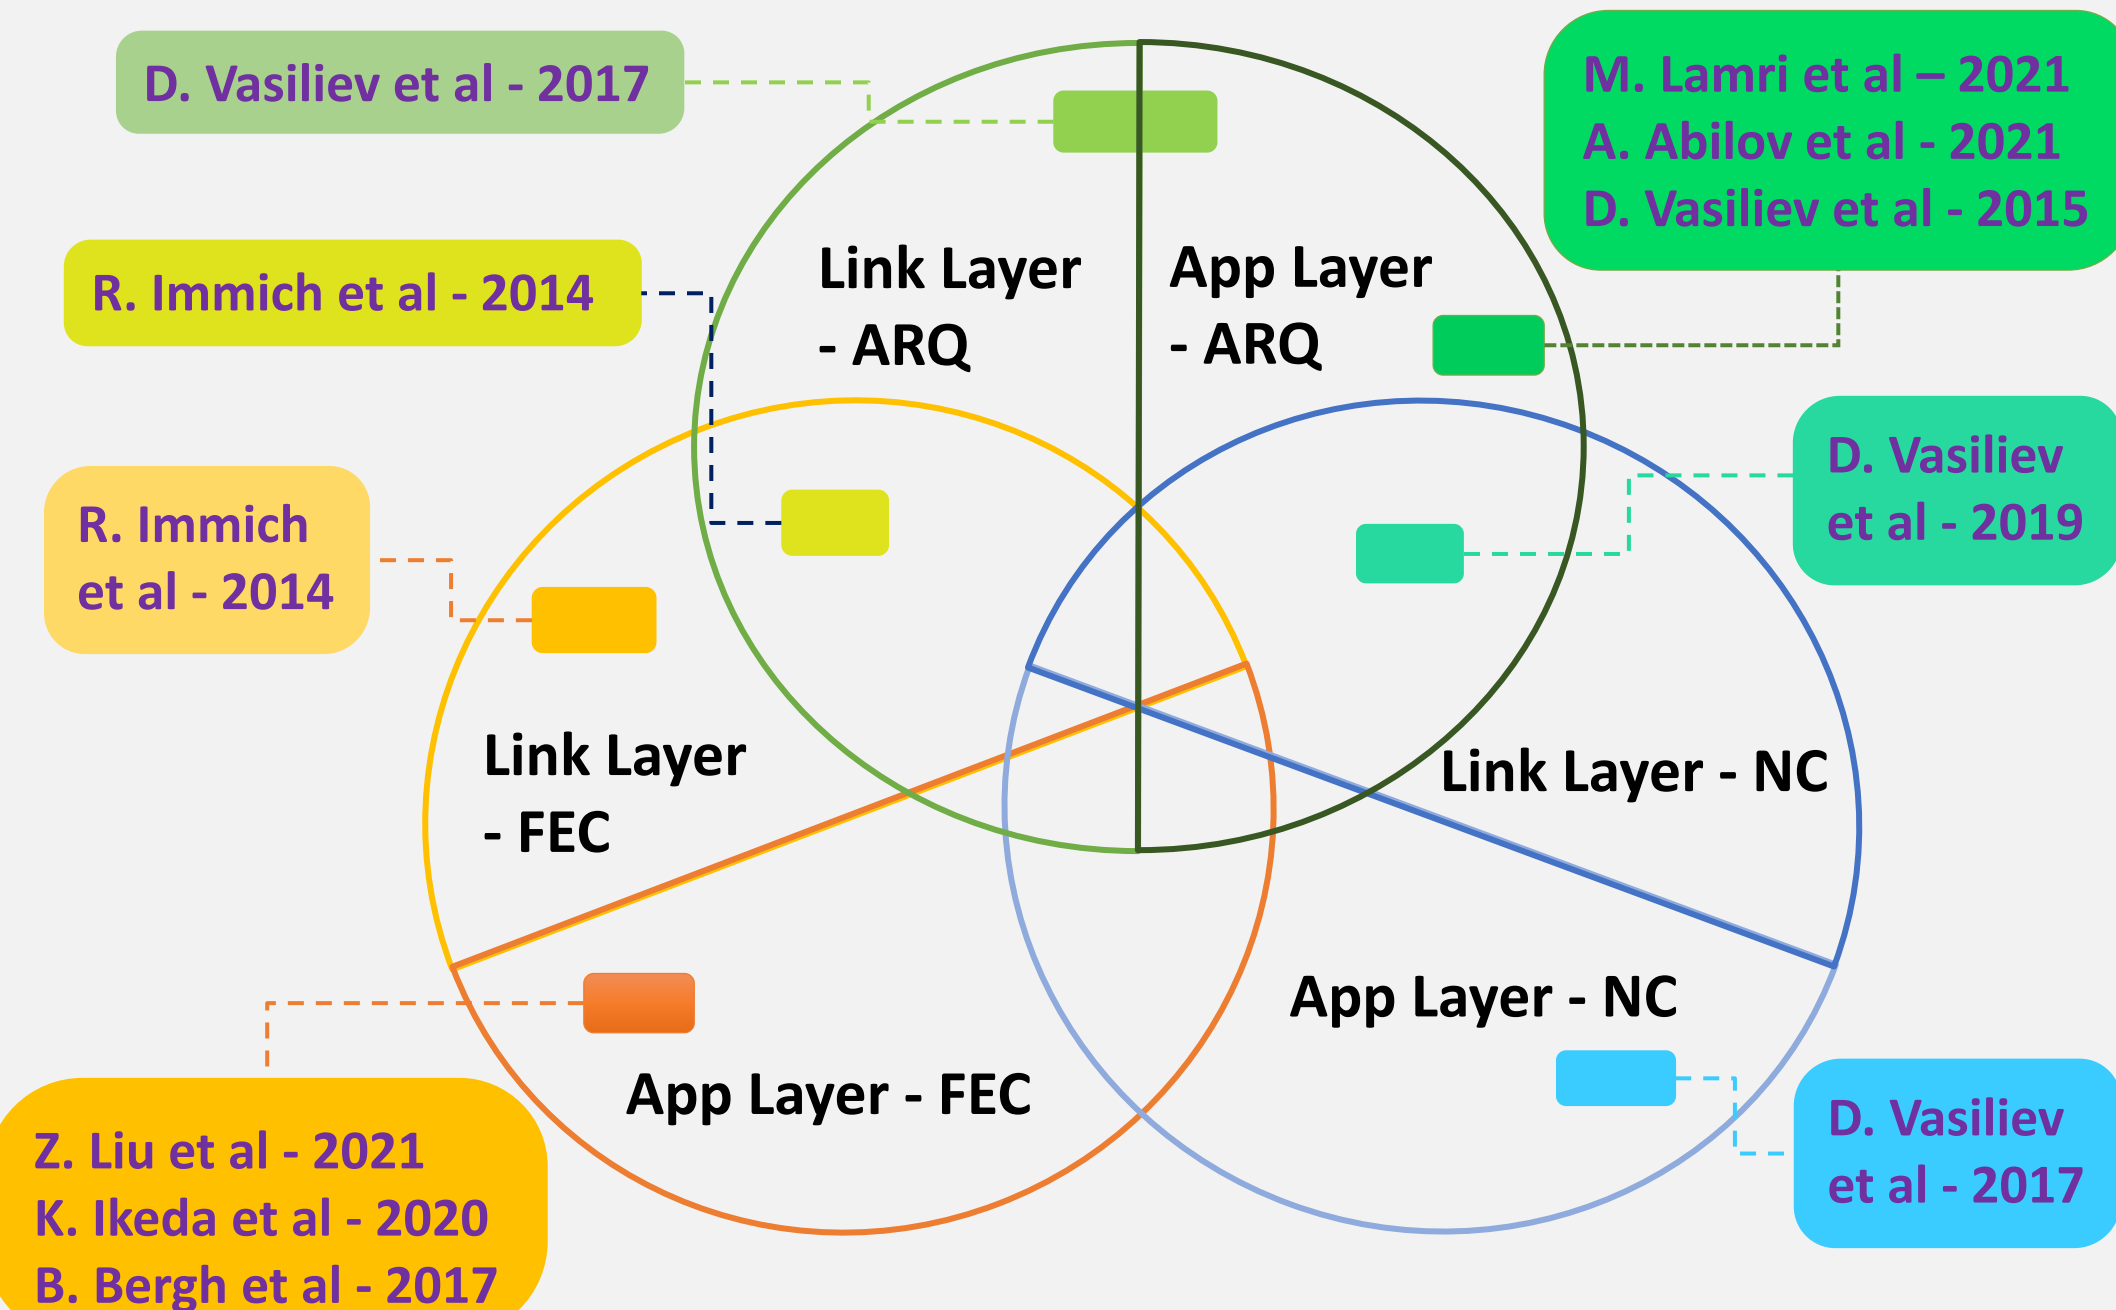 D. Vasiliev et al - 2017
M. Lamri et al – 2021
A. Abilov et al - 2021
D. Vasiliev et al - 2015
R. Immich et al - 2014
Link Layer
- ARQ
App Layer
- ARQ
D. Vasiliev
et al - 2019
R. Immich
et al - 2014
Link Layer
- FEC
Link Layer - NC
App Layer - NC
App Layer - FEC
Z. Liu et al - 2021
K. Ikeda et al - 2020
B. Bergh et al - 2017
D. Vasiliev
et al - 2017